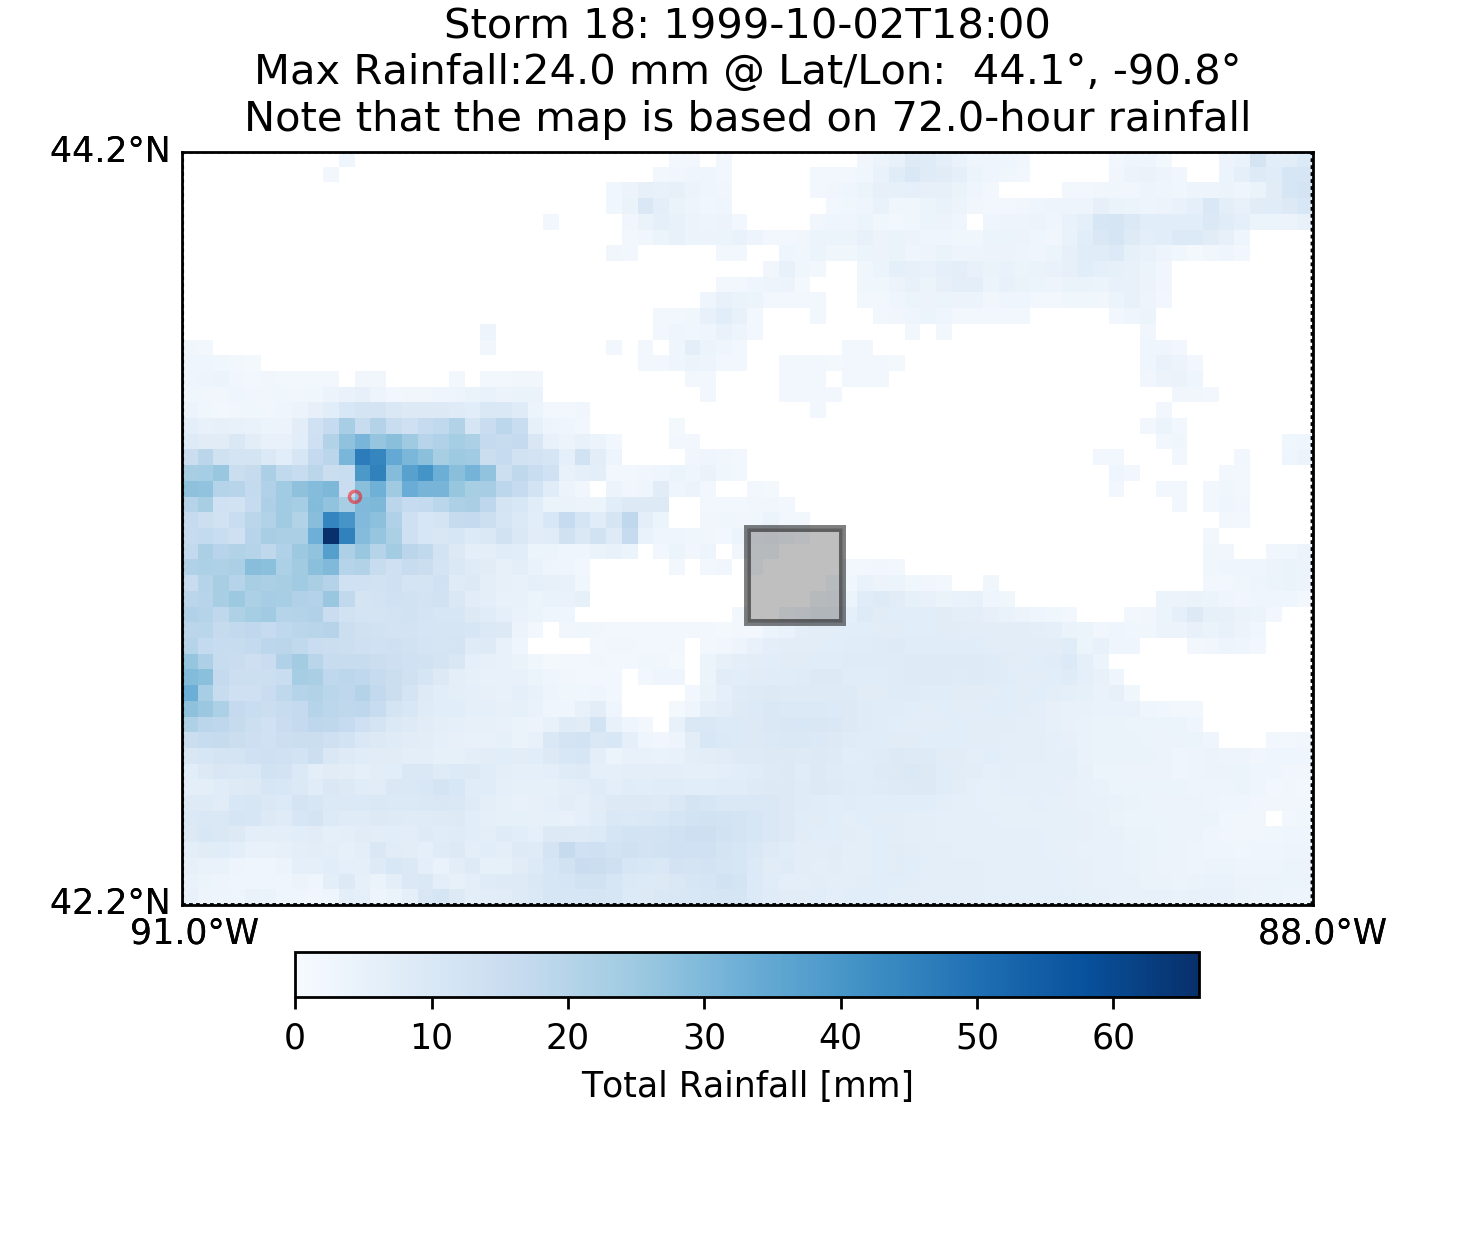 Storm 18: 1999-10-02T18:00
Max Rainfall:24.0 mm @ Lat/Lon:  44.1°, -90.8°
Note that the map is based on 72.0-hour rainfall
44.2°N
42.2°N
91.0°W
88.0°W
0 10 20 30 40 50 60
Total Rainfall [mm]